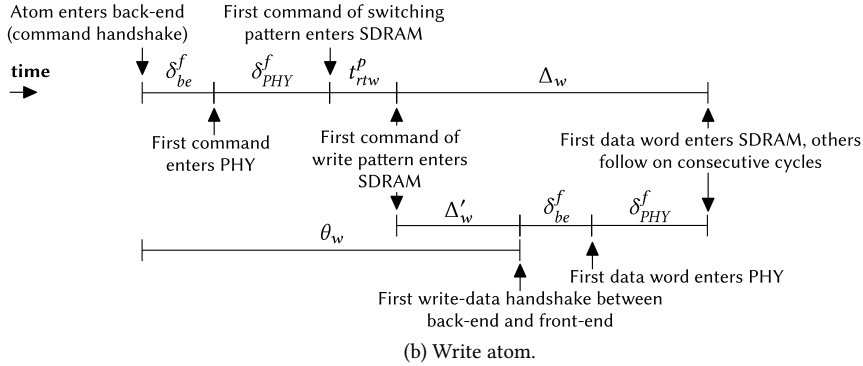 Atom enters back-end
(command handshake)
First command of switching
pattern enters SDRAM
time
δ^f_be
δ^f_PHY
t^p_rtw
Δ_w
First command
enters PHY
First command of
write pattern enters
SDRAM
First data word enters SDRAM, others
follow on consecutive cycles
Δ′_w
δ^f_be
δ^f_PHY
θ_w
First data word enters PHY
First write-data handshake between
back-end and front-end
(b) Write atom.